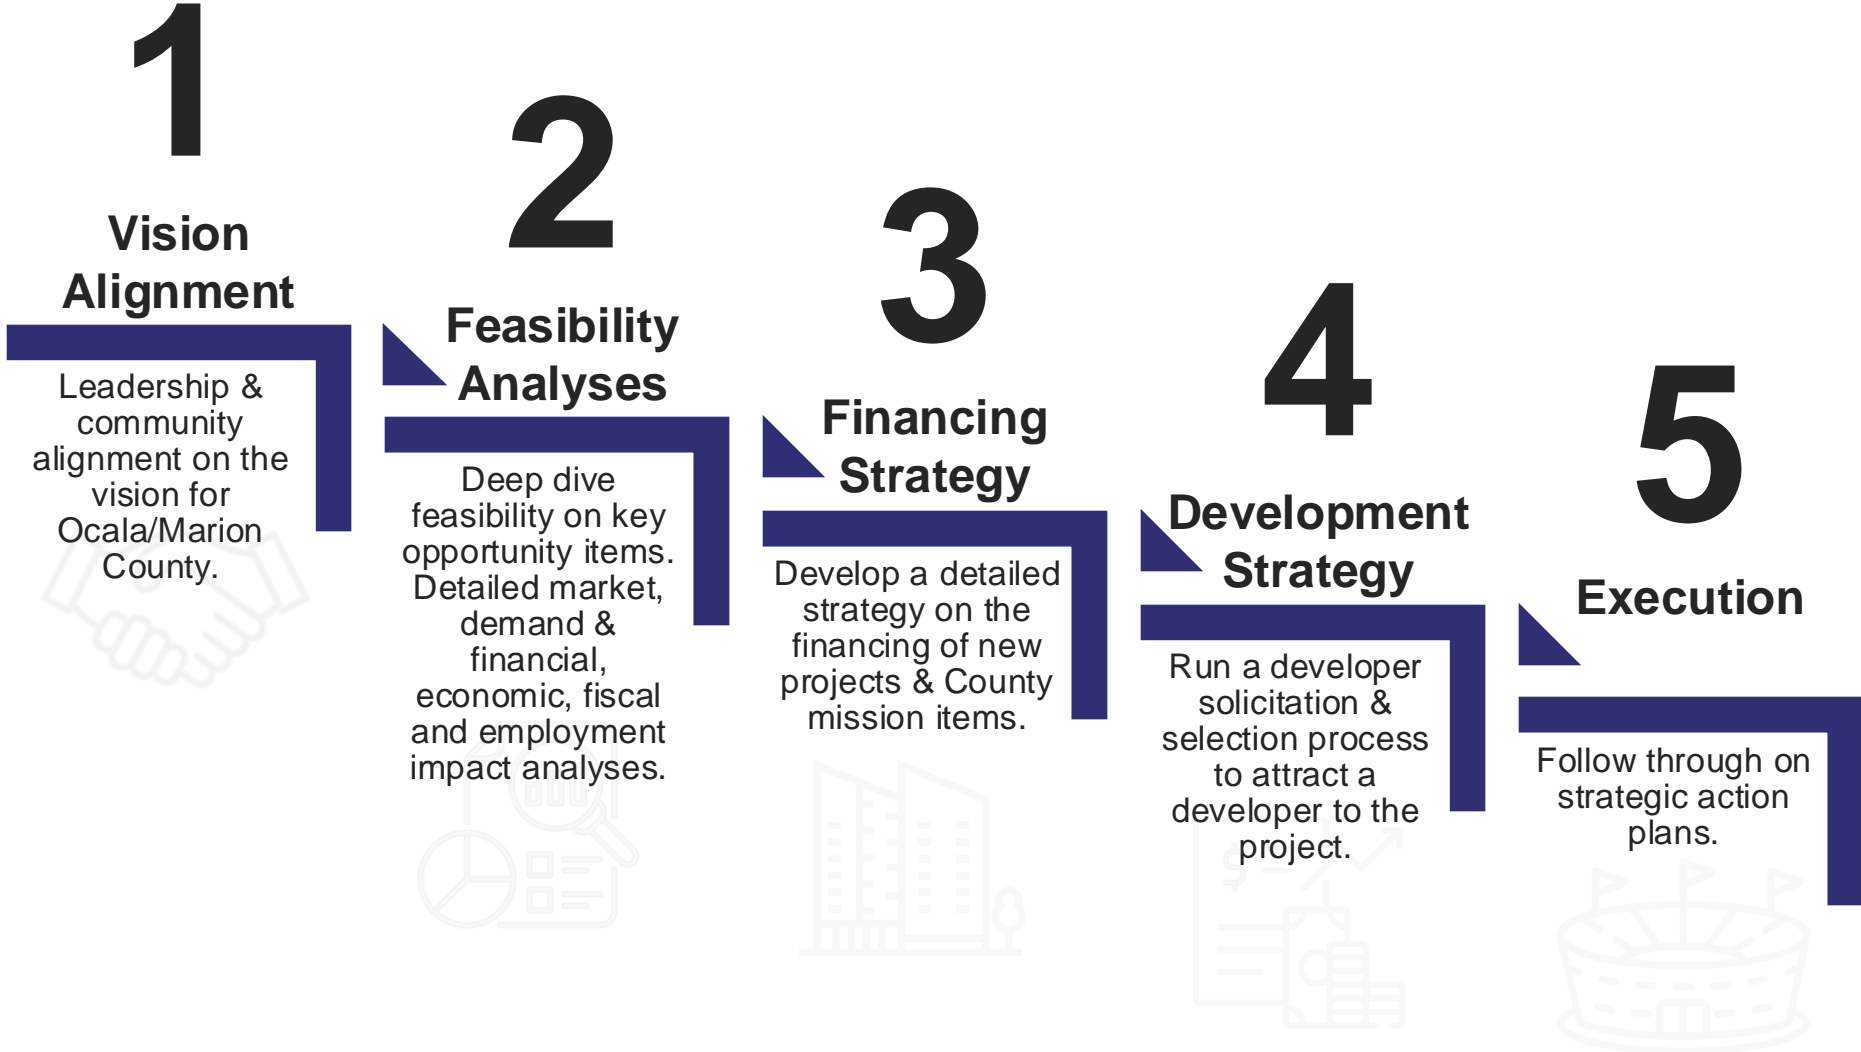 1
Vision
Alignment
Leadership &
community
alignment on the
vision for
Ocala/Marion
County.
2
Feasibility
Analyses
Deep dive
feasibility on key
opportunity items.
Detailed market,
demand &
financial,
economic, fiscal
and employment
impact analyses.
3
Financing
Strategy
Develop a detailed
strategy on the
financing of new
projects & County
mission items.
4
Development
Strategy
Run a developer
solicitation &
selection process
to attract a
developer to the
project.
$
5
Execution
Follow through on
strategic action
plans.